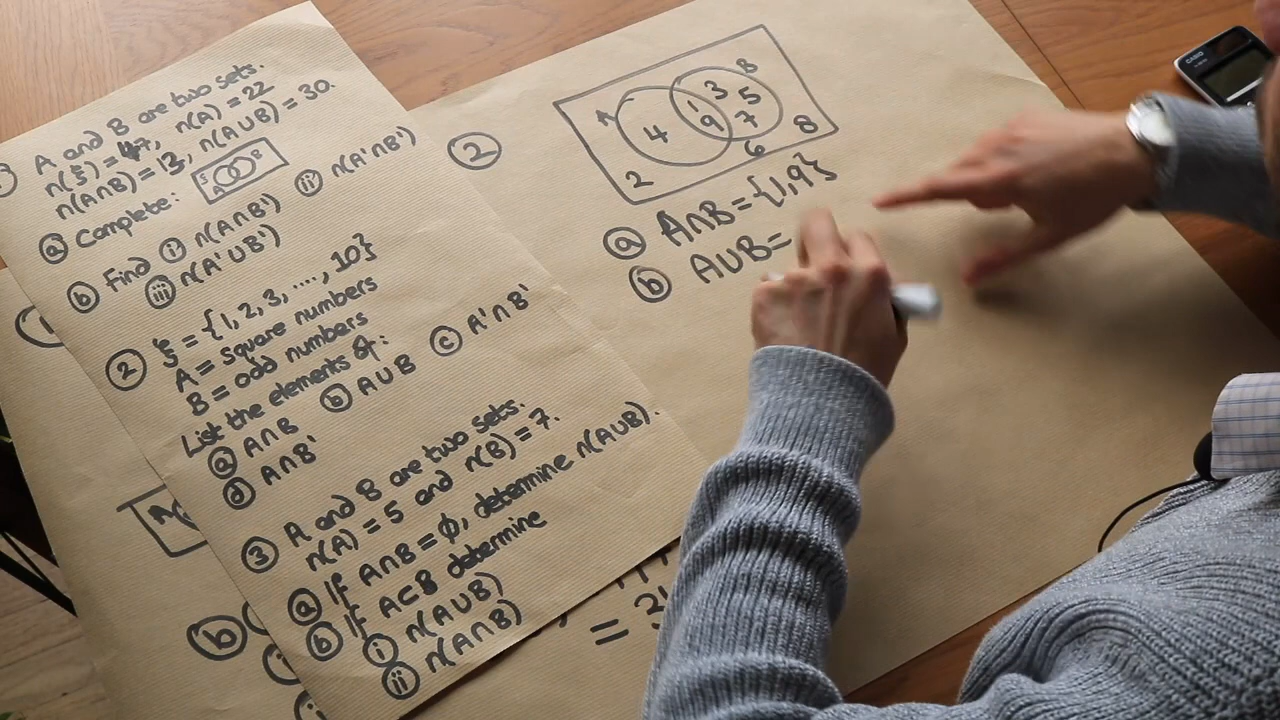 A and B are two sets.
n(ξ) = 47, n(A) = 22
n(A∩B) = 13, n(A∪B) = 30.
ⓐ Complete: ξ A B
ⓑ Find ⓘ n(A∩B') ⓘⓘ n(A'∩B')
ⓘⓘⓘ n(A'∪B')
② ξ = {1, 2, 3, ...., 10}
A = Square numbers
B = odd numbers
List the elements of:
ⓐ A∩B ⓑ A∪B ⓒ A'∩B'
ⓓ A∩B'
③ A and B are two sets.
n(A) = 5 and n(B) = 7.
ⓐ If A∩B = ϕ, determine n(A∪B).
ⓑ If A⊂B determine
ⓘ n(A∪B)
ⓘⓘ n(A∩B)
②
A B
4 1 9 3 5 7
2 6 8
ⓐ A∩B = {1,9}
ⓑ A∪B =
ⓑ
=
CASIO